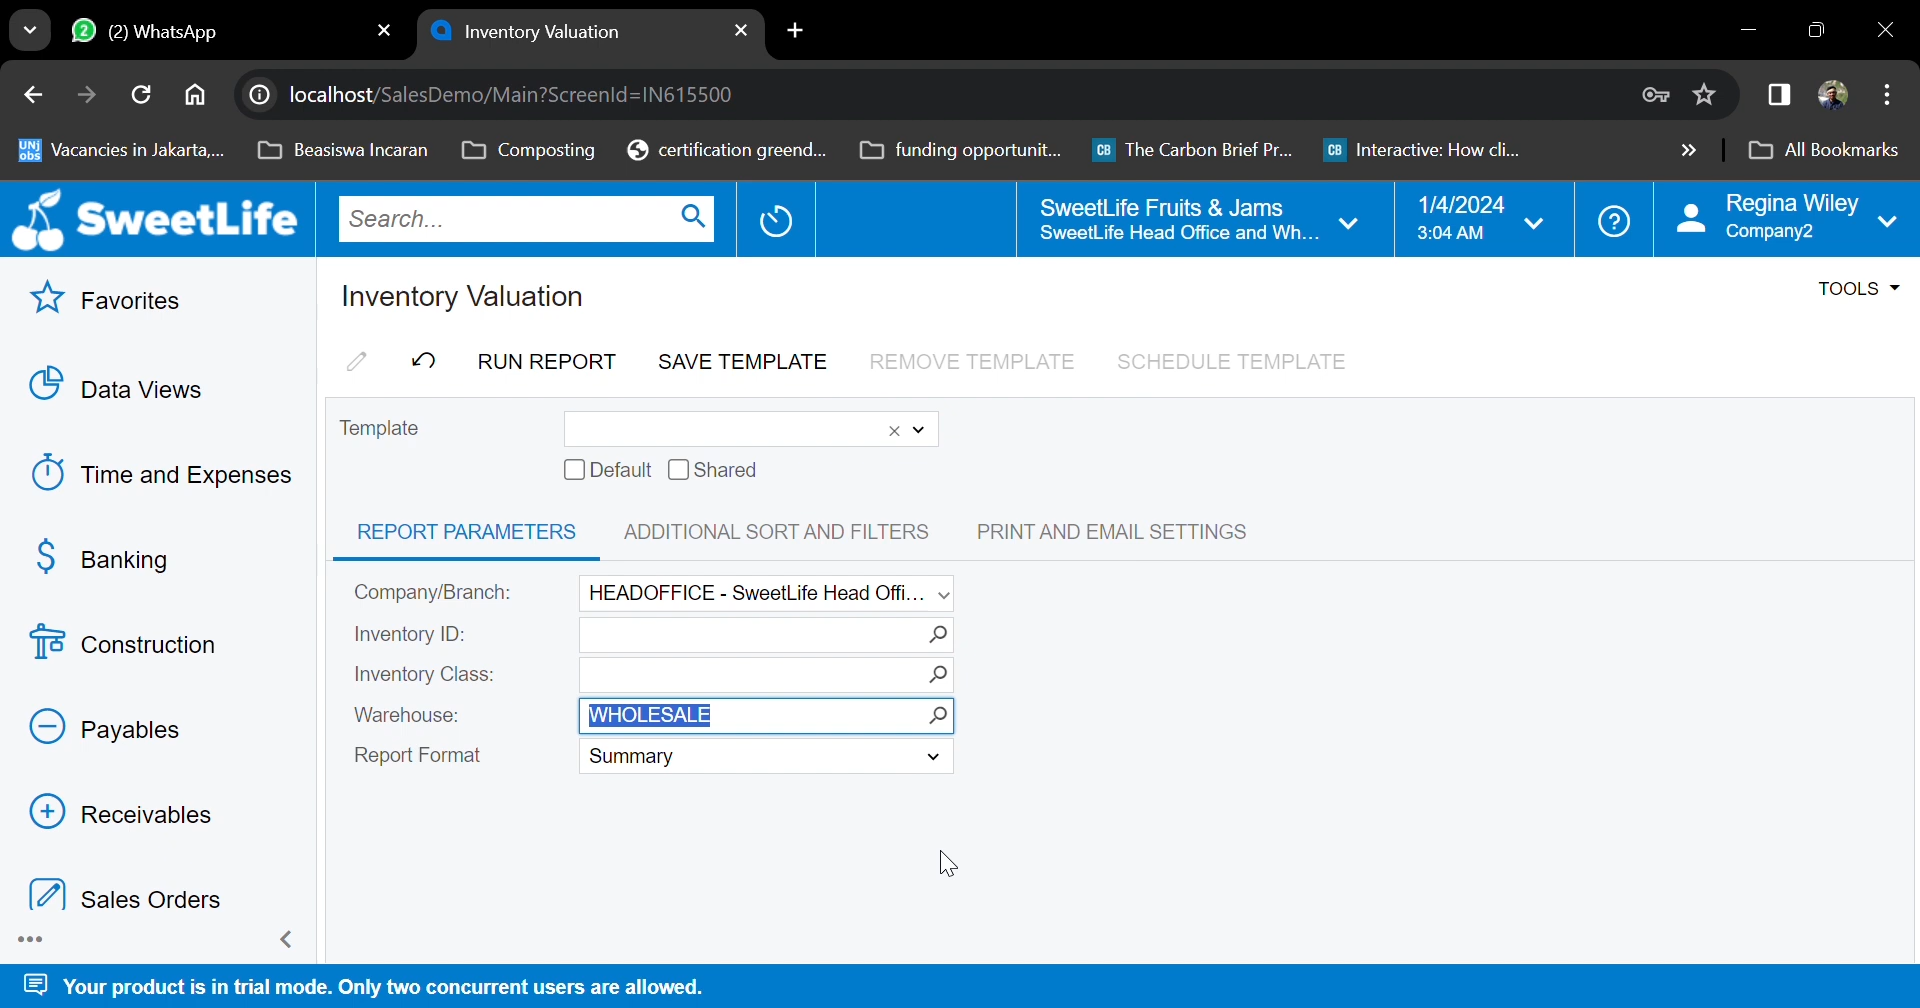 2 (2) WhatsApp
Inventory Valuation
localhost/SalesDemo/Main?ScreenId=IN615500
UNj obs Vacancies in Jakarta,...
Beasiswa Incaran
Composting
certification greend...
funding opportunit...
CB The Carbon Brief Pr...
CB Interactive: How cli...
All Bookmarks
SweetLife
Search...
SweetLife Fruits & Jams
SweetLife Head Office and Wh...
1/4/2024
3:04 AM
Regina Wiley
Company2
Favorites
Data Views
Time and Expenses
Banking
Construction
Payables
Receivables
Sales Orders
Inventory Valuation
TOOLS
RUN REPORT SAVE TEMPLATE REMOVE TEMPLATE SCHEDULE TEMPLATE
Template
Default Shared
REPORT PARAMETERS ADDITIONAL SORT AND FILTERS PRINT AND EMAIL SETTINGS
Company/Branch: HEADOFFICE - SweetLife Head Offi...
Inventory ID:
Inventory Class:
Warehouse: WHOLESALE
Report Format Summary
Your product is in trial mode. Only two concurrent users are allowed.